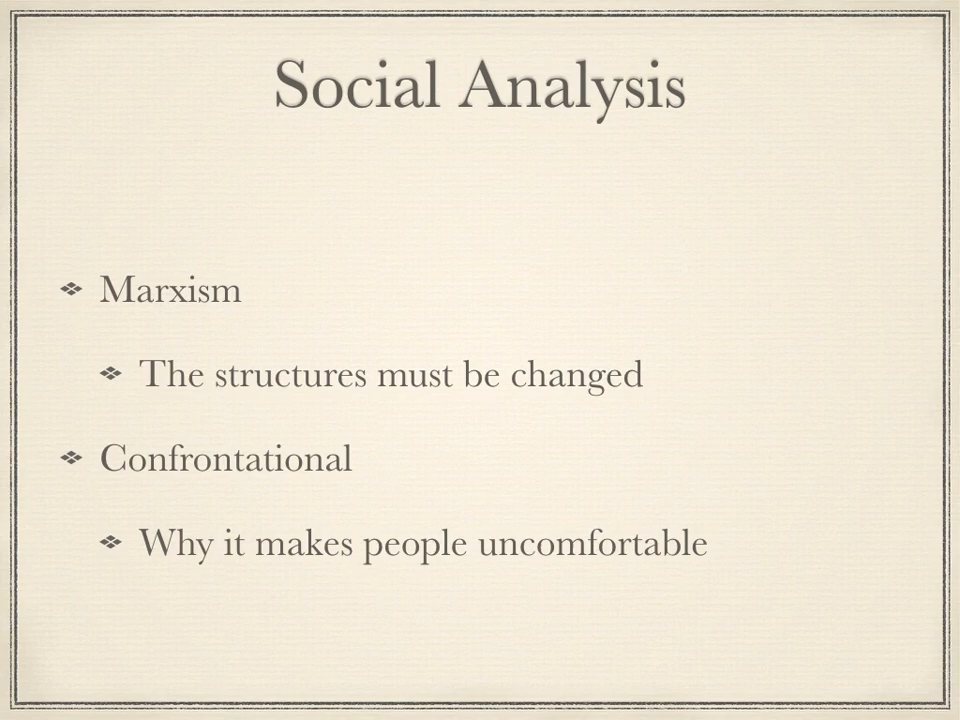 Social Analysis
Marxism
The structures must be changed
Confrontational
Why it makes people uncomfortable